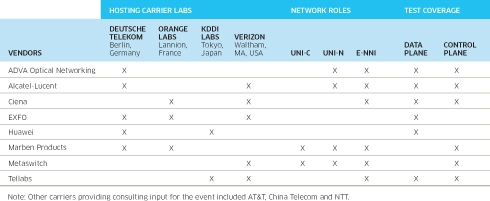 HOSTING CARRIER LABS NETWORK ROLES TEST COVERAGE
VENDORS DEUTSCHE TELEKOM Berlin, Germany ORANGE LABS Lannion, France KDDI LABS Tokyo, Japan VERIZON Waltham, MA, USA UNI-C UNI-N E-NNI DATA PLANE CONTROL PLANE
ADVA Optical Networking X X X X X
Alcatel-Lucent X X X X X X
Ciena X X X X X
EXFO X X X X
Huawei X X X
Marben Products X X X X X X
Metaswitch X X X X X
Tellabs X X X X X
Note: Other carriers providing consulting input for the event included AT&T, China Telecom and NTT.